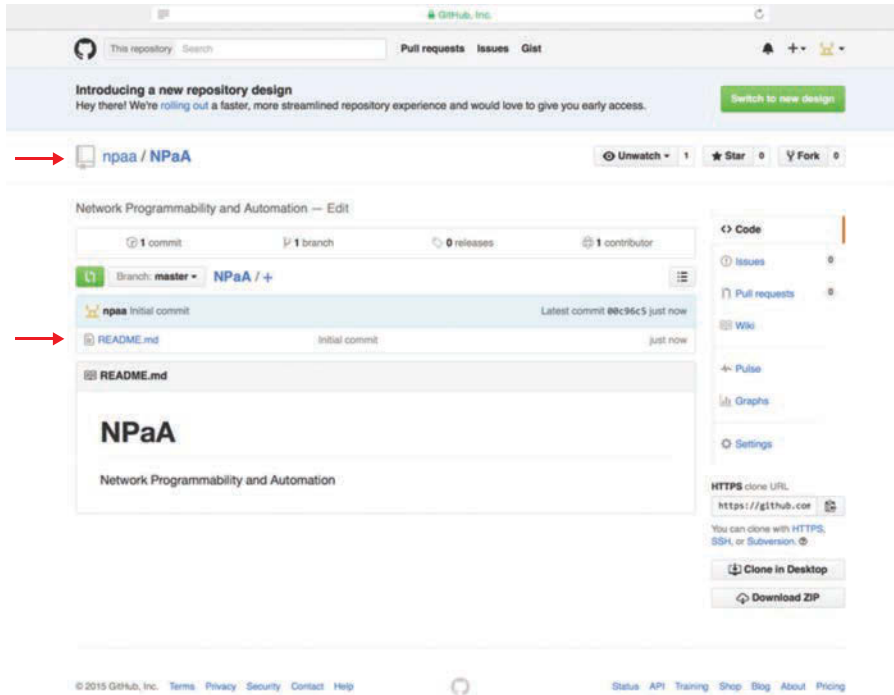 GitHub, Inc.
This repository Search Pull requests Issues Gist
Introducing a new repository design
Hey there! We're rolling out a faster, more streamlined repository experience and would love to give you early access.
Switch to new design
npaa / NPaA
Unwatch 1 Star 0 Fork 0
Network Programmability and Automation — Edit
1 commit 1 branch 0 releases 1 contributor
Branch: master NPaA / +
npaa Initial commit Latest commit 00c96c5 just now
README.md Initial commit just now
README.md
NPaA
Network Programmability and Automation
Code
Issues 0
Pull requests 0
Wiki
Pulse
Graphs
Settings
HTTPS clone URL
https://github.com
You can clone with HTTPS,
SSH, or Subversion.
Clone in Desktop
Download ZIP
© 2015 GitHub, Inc. Terms Privacy Security Contact Help
Status API Training Shop Blog About Pricing